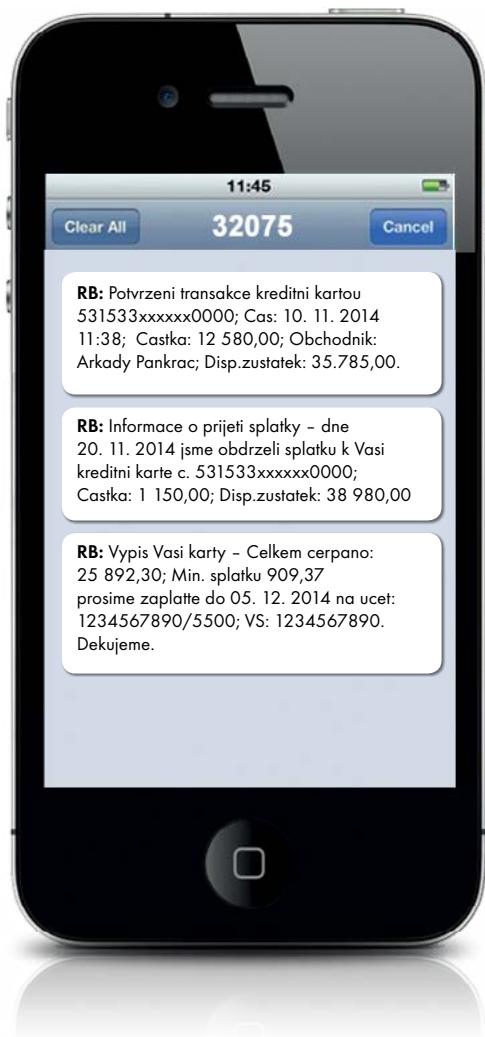 11:45
Clear All 32075 Cancel
RB: Potvrzeni transakce kreditni kartou
531533xxxxxx0000; Cas: 10. 11. 2014
11:38; Castka: 12 580,00; Obchodnik:
Arkady Pankrac; Disp.zustatek: 35.785,00.
RB: Informace o prijeti splatky – dne
20. 11. 2014 jsme obdrzeli splatku k Vasi
kreditni karte c. 531533xxxxxx0000;
Castka: 1 150,00; Disp.zustatek: 38 980,00
RB: Vypis Vasi karty – Celkem cerpano:
25 892,30; Min. splatku 909,37
prosime zaplatte do 05. 12. 2014 na ucet:
1234567890/5500; VS: 1234567890.
Dekujeme.